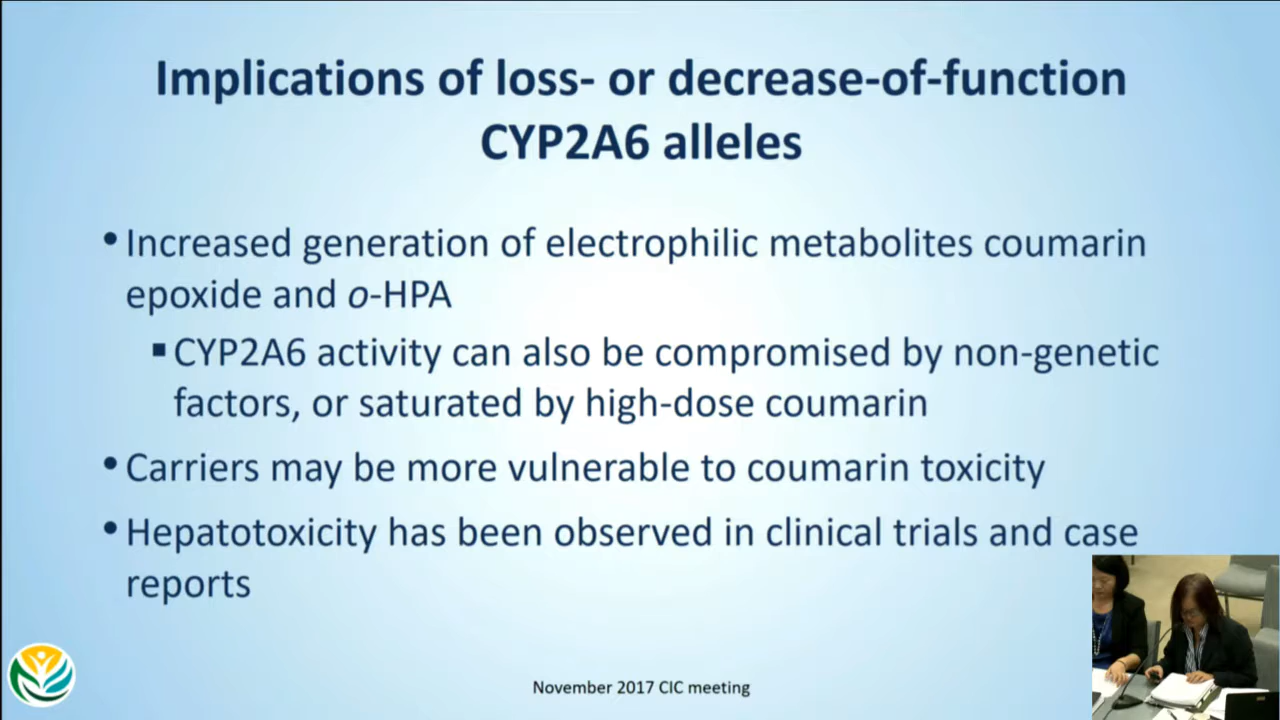 Implications of loss- or decrease-of-function
CYP2A6 alleles
• Increased generation of electrophilic metabolites coumarin
epoxide and o-HPA
▪ CYP2A6 activity can also be compromised by non-genetic
factors, or saturated by high-dose coumarin
• Carriers may be more vulnerable to coumarin toxicity
• Hepatotoxicity has been observed in clinical trials and case
reports
November 2017 CIC meeting